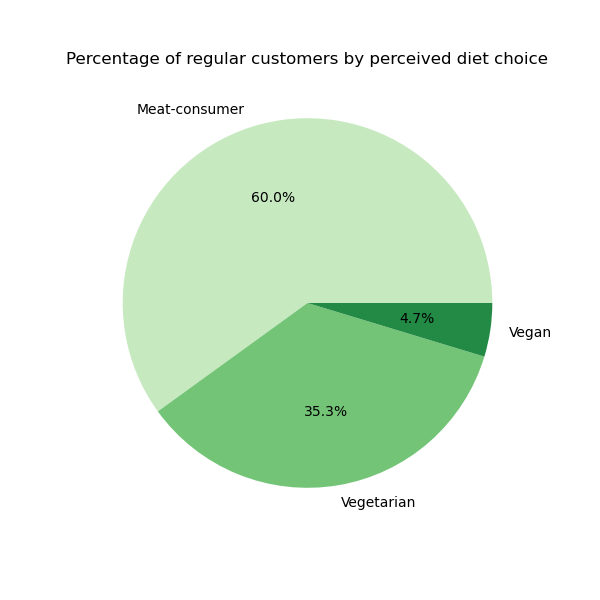 Percentage of regular customers by perceived diet choice
Meat-consumer
60.0%
4.7%
Vegan
35.3%
Vegetarian